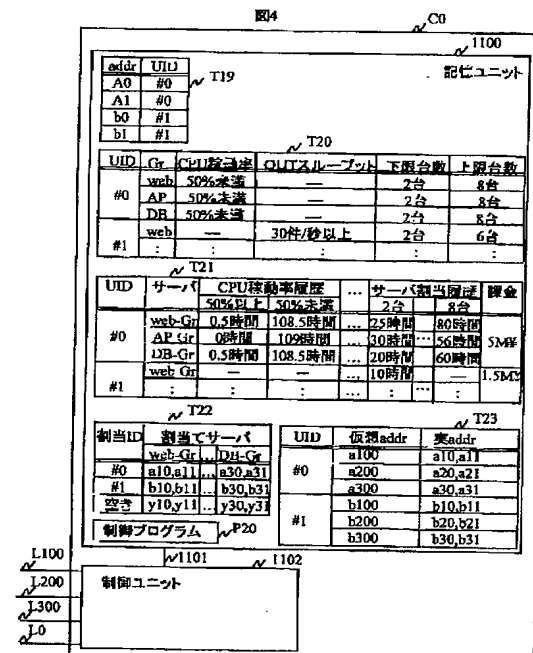 図4
C0
1100
記憶ユニット
addr UID
T19
A0 #0
A1 #0
b0 #1
b1 #1
T20
UID Gr CPU稼動率 OUTスループット 下限台数 上限台数
#0 web 50%未満 — 2台 8台
AP 50%未満 — 2台 8台
DB 50%未満 — 2台 8台
#1 web — 30件/秒以上 2台 6台
: : : : :
T21
UID サーバ CPU稼動率履歴 … サーバ割当履歴 課金
50%以上 50%未満 2台 8台
#0 web-Gr 0.5時間 108.5時間 … 25時間 80時間 5M¥
AP Gr 0時間 109時間 … 30時間 … 56時間
DB-Gr 0.5時間 108.5時間 … 20時間 60時間
#1 web Gr — — … 10時間 — 1.5M¥
: : : … : … :
T22
割当ID 割当てサーバ
web-Gr … DB-Gr
#0 a10,a11 … a30,a31
#1 b10,b11 … b30,b31
空き y10,y11 … y30,y31
T23
UID 仮想addr 実addr
#0 a100 a10,a11
a200 a20,a21
a300 a30,a31
#1 b100 b10,b11
b200 b20,b21
b300 b30,b31
制御プログラム
P20
1101
1102
L100
L200
L300
L0
制御ユニット